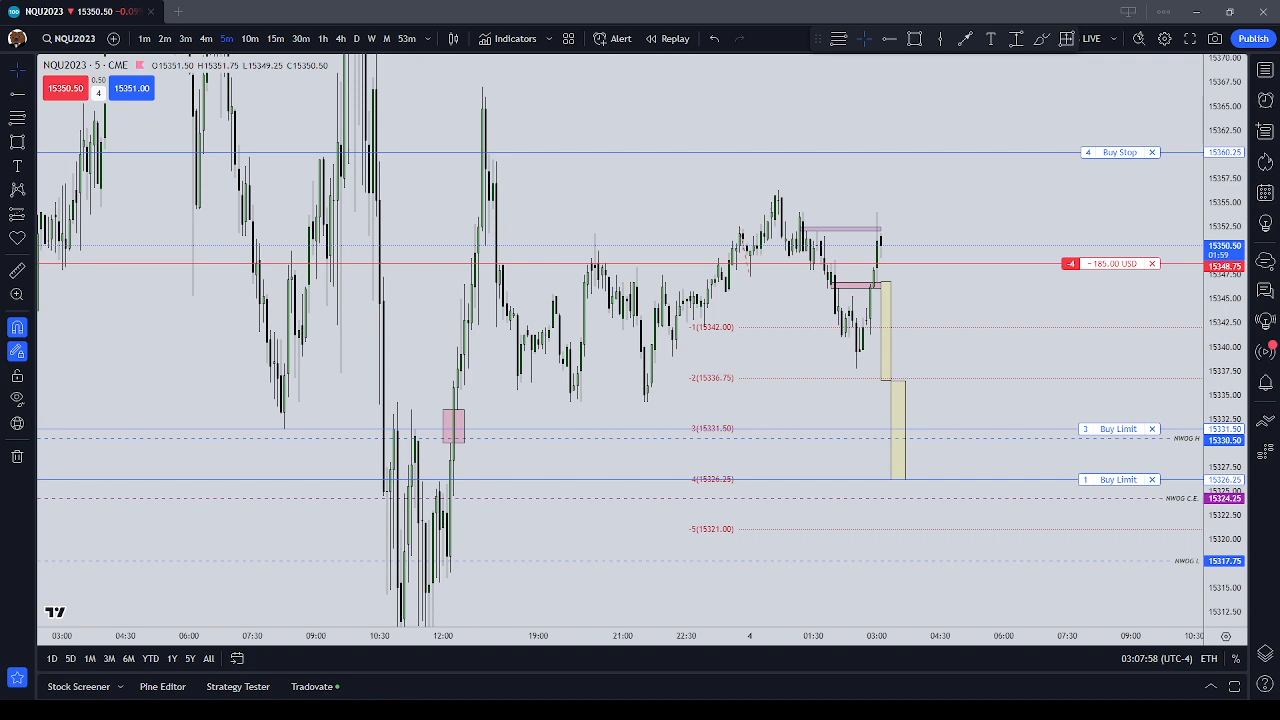 NQU2023 ▼ 15350.50 −0.09%
NQU2023 1m 2m 3m 4m 5m 10m 15m 30m 1h 4h D W M 53m Indicators Alert Replay LIVE Publish
NQU2023 · 5 · CME O15351.50 H15351.75 L15349.25 C15350.50
15350.50 0.50 4 15351.00
15370.00
15367.50
15365.00
15362.50
4 Buy Stop 15360.25
15357.50
15355.00
15352.50
15350.50
01:59
-4 −185.00 USD 15348.75
15347.50
15345.00
15342.50
-1(15342.00)
15340.00
15337.50
-2(15336.75)
15335.00
15332.50
-3(15331.50) 3 Buy Limit 15331.50
NWOG H 15330.50
15327.50
-4(15326.25) 1 Buy Limit 15326.25
15325.00
NWOG C.E. 15324.25
15322.50
-5(15321.00)
15320.00
NWOG L 15317.75
15315.00
15312.50
03:00 04:30 06:00 07:30 09:00 10:30 12:00 19:00 21:00 22:30 4 01:30 03:00 04:30 06:00 07:30 09:00 10:30
1D 5D 1M 3M 6M YTD 1Y 5Y All 03:07:58 (UTC-4) ETH %
Stock Screener Pine Editor Strategy Tester Tradovate